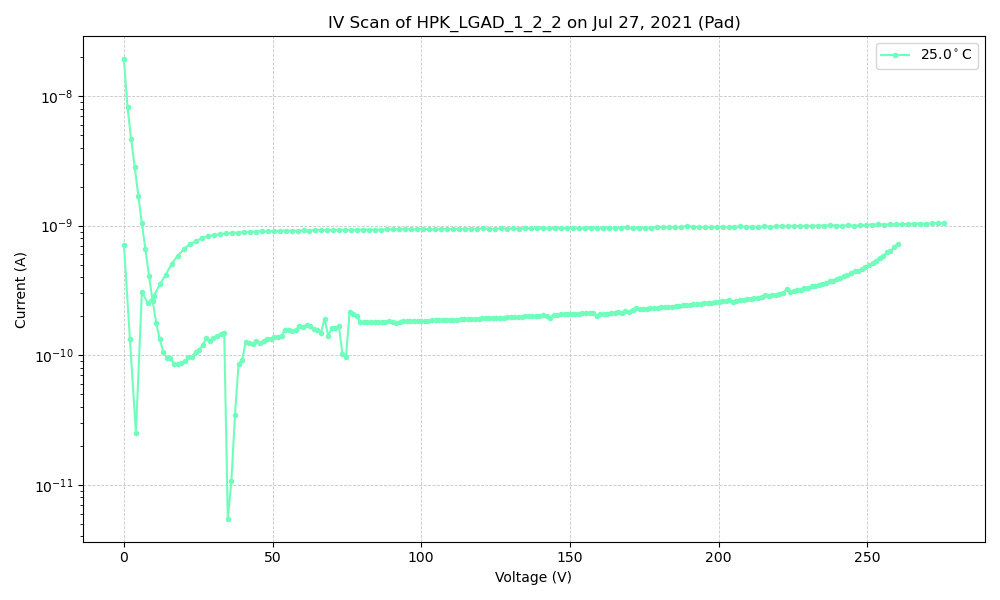 IV Scan of HPK_LGAD_1_2_2 on Jul 27, 2021 (Pad)
25.0°C
Current (A)
10⁻⁸
10⁻⁹
10⁻¹⁰
10⁻¹¹
0 50 100 150 200 250
Voltage (V)